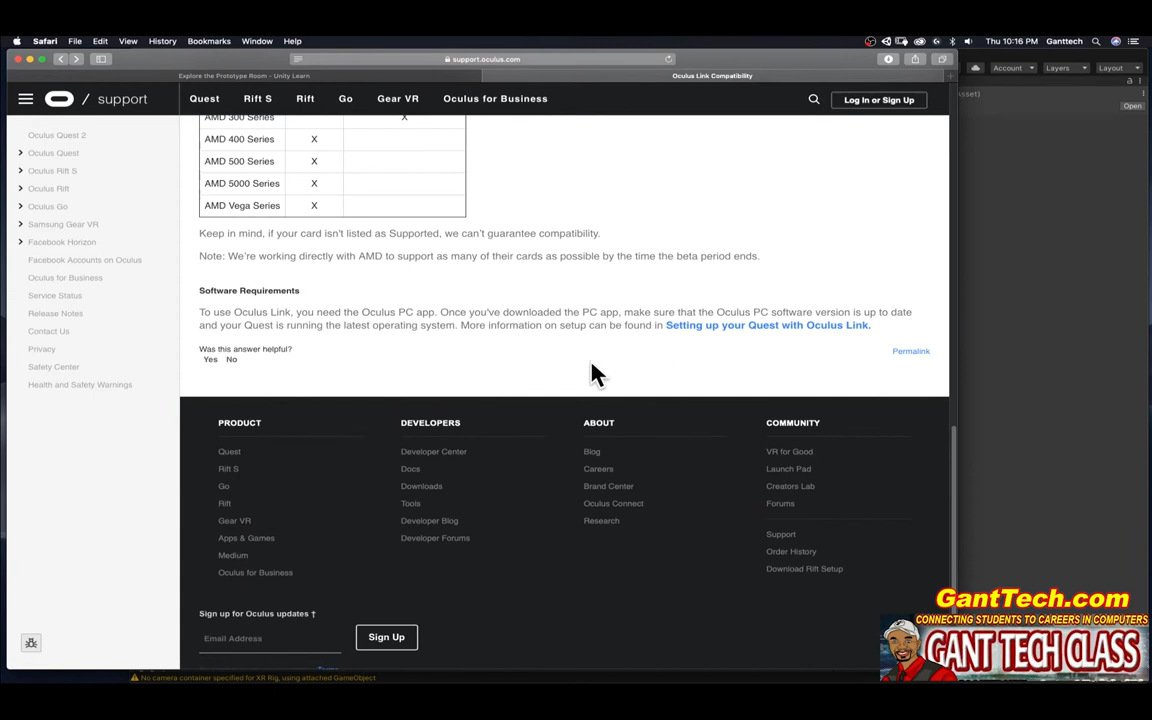 Safari File Edit View History Bookmarks Window Help Thu 10:16 PM Ganttech
support.oculus.com
Explore the Prototype Room - Unity Learn Oculus Link Compatibility
Account Layers Layout
Asset)
Open
/ support Quest Rift S Rift Go Gear VR Oculus for Business Log In or Sign Up
Oculus Quest 2
Oculus Quest
Oculus Rift S
Oculus Rift
Oculus Go
Samsung Gear VR
Facebook Horizon
Facebook Accounts on Oculus
Oculus for Business
Service Status
Release Notes
Contact Us
Privacy
Safety Center
Health and Safety Warnings
AMD 300 Series X
AMD 400 Series X
AMD 500 Series X
AMD 5000 Series X
AMD Vega Series X
Keep in mind, if your card isn't listed as Supported, we can't guarantee compatibility.
Note: We're working directly with AMD to support as many of their cards as possible by the time the beta period ends.
Software Requirements
To use Oculus Link, you need the Oculus PC app. Once you've downloaded the PC app, make sure that the Oculus PC software version is up to date
and your Quest is running the latest operating system. More information on setup can be found in Setting up your Quest with Oculus Link.
Was this answer helpful?
Yes No
Permalink
PRODUCT
Quest
Rift S
Go
Rift
Gear VR
Apps & Games
Medium
Oculus for Business
DEVELOPERS
Developer Center
Docs
Downloads
Tools
Developer Blog
Developer Forums
ABOUT
Blog
Careers
Brand Center
Oculus Connect
Research
COMMUNITY
VR for Good
Launch Pad
Creators Lab
Forums
Support
Order History
Download Rift Setup
Sign up for Oculus updates †
Email Address Sign Up
Terms
No camera container specified for XR Rig, using attached GameObject
GantTech.com
CONNECTING STUDENTS TO CAREERS IN COMPUTERS
GANT TECH CLASS